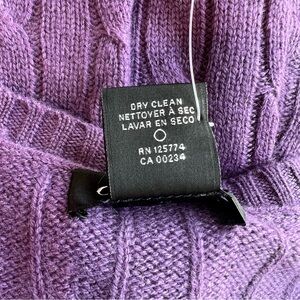 DRY CLEAN
NETTOYER À SEC
LAVAR EN SECO
RN 125774
CA 00234